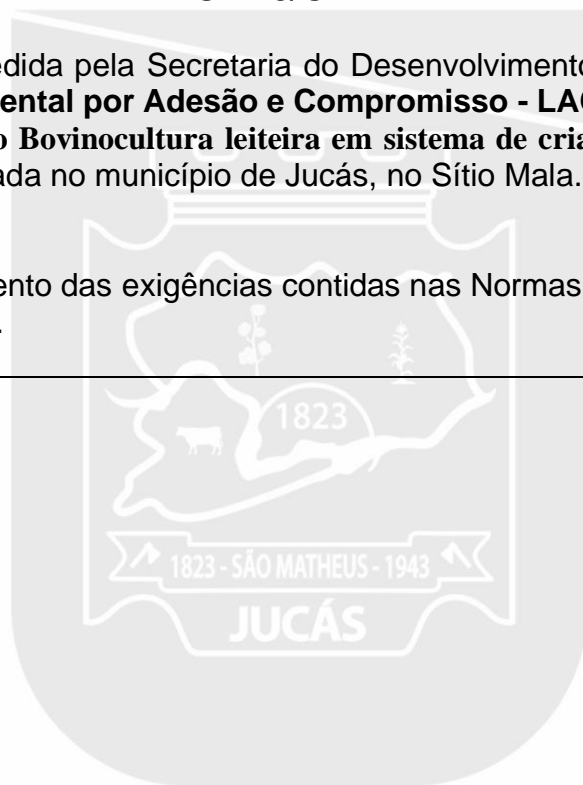 edida pela Secretaria do Desenvolvimento
ental por Adesão e Compromisso - LAC
o Bovinocultura leiteira em sistema de cria
ada no município de Jucás, no Sítio Mala.
ento das exigências contidas nas Normas
.
1823
1823 - SÃO MATHEUS - 1943
JUCÁS